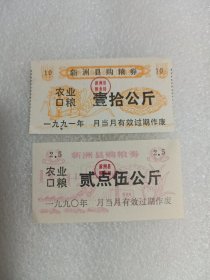 10 新洲县购粮券 10
农业
口粮 壹拾公斤
一九九一年 月当月有效过期作废
2.5 新洲县购粮券 2.5
农业
口粮 贰点伍公斤
一九九〇年 月当月有效过期作废